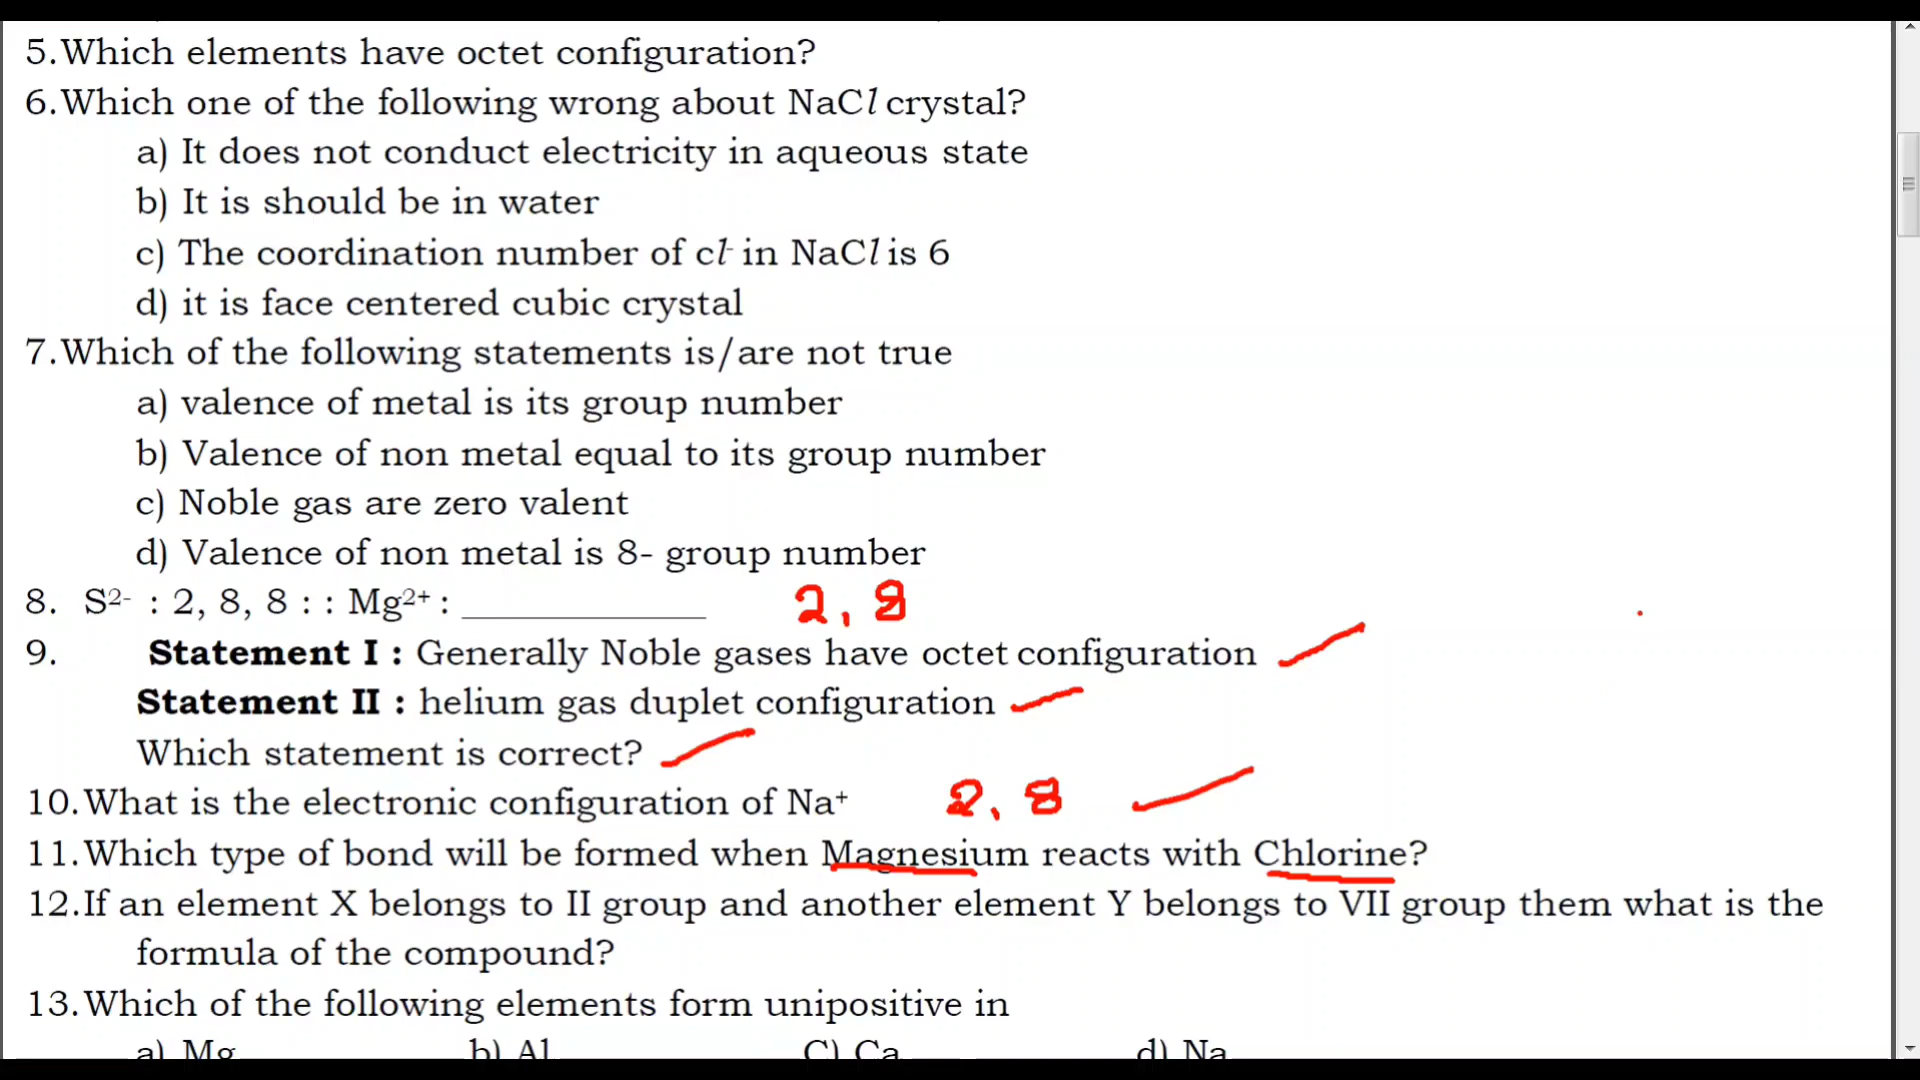 5.Which elements have octet configuration?
6.Which one of the following wrong about NaCl crystal?
a) It does not conduct electricity in aqueous state
b) It is should be in water
c) The coordination number of cl- in NaCl is 6
d) it is face centered cubic crystal
7.Which of the following statements is/are not true
a) valence of metal is its group number
b) Valence of non metal equal to its group number
c) Noble gas are zero valent
d) Valence of non metal is 8- group number
8. S2- : 2, 8, 8 : : Mg2+ : ____________ 2, 8
9. Statement I : Generally Noble gases have octet configuration
Statement II : helium gas duplet configuration
Which statement is correct?
10.What is the electronic configuration of Na+ 2, 8
11.Which type of bond will be formed when Magnesium reacts with Chlorine?
12.If an element X belongs to II group and another element Y belongs to VII group them what is the
formula of the compound?
13.Which of the following elements form unipositive in
a) Mg b) Al C) Ca d) Na